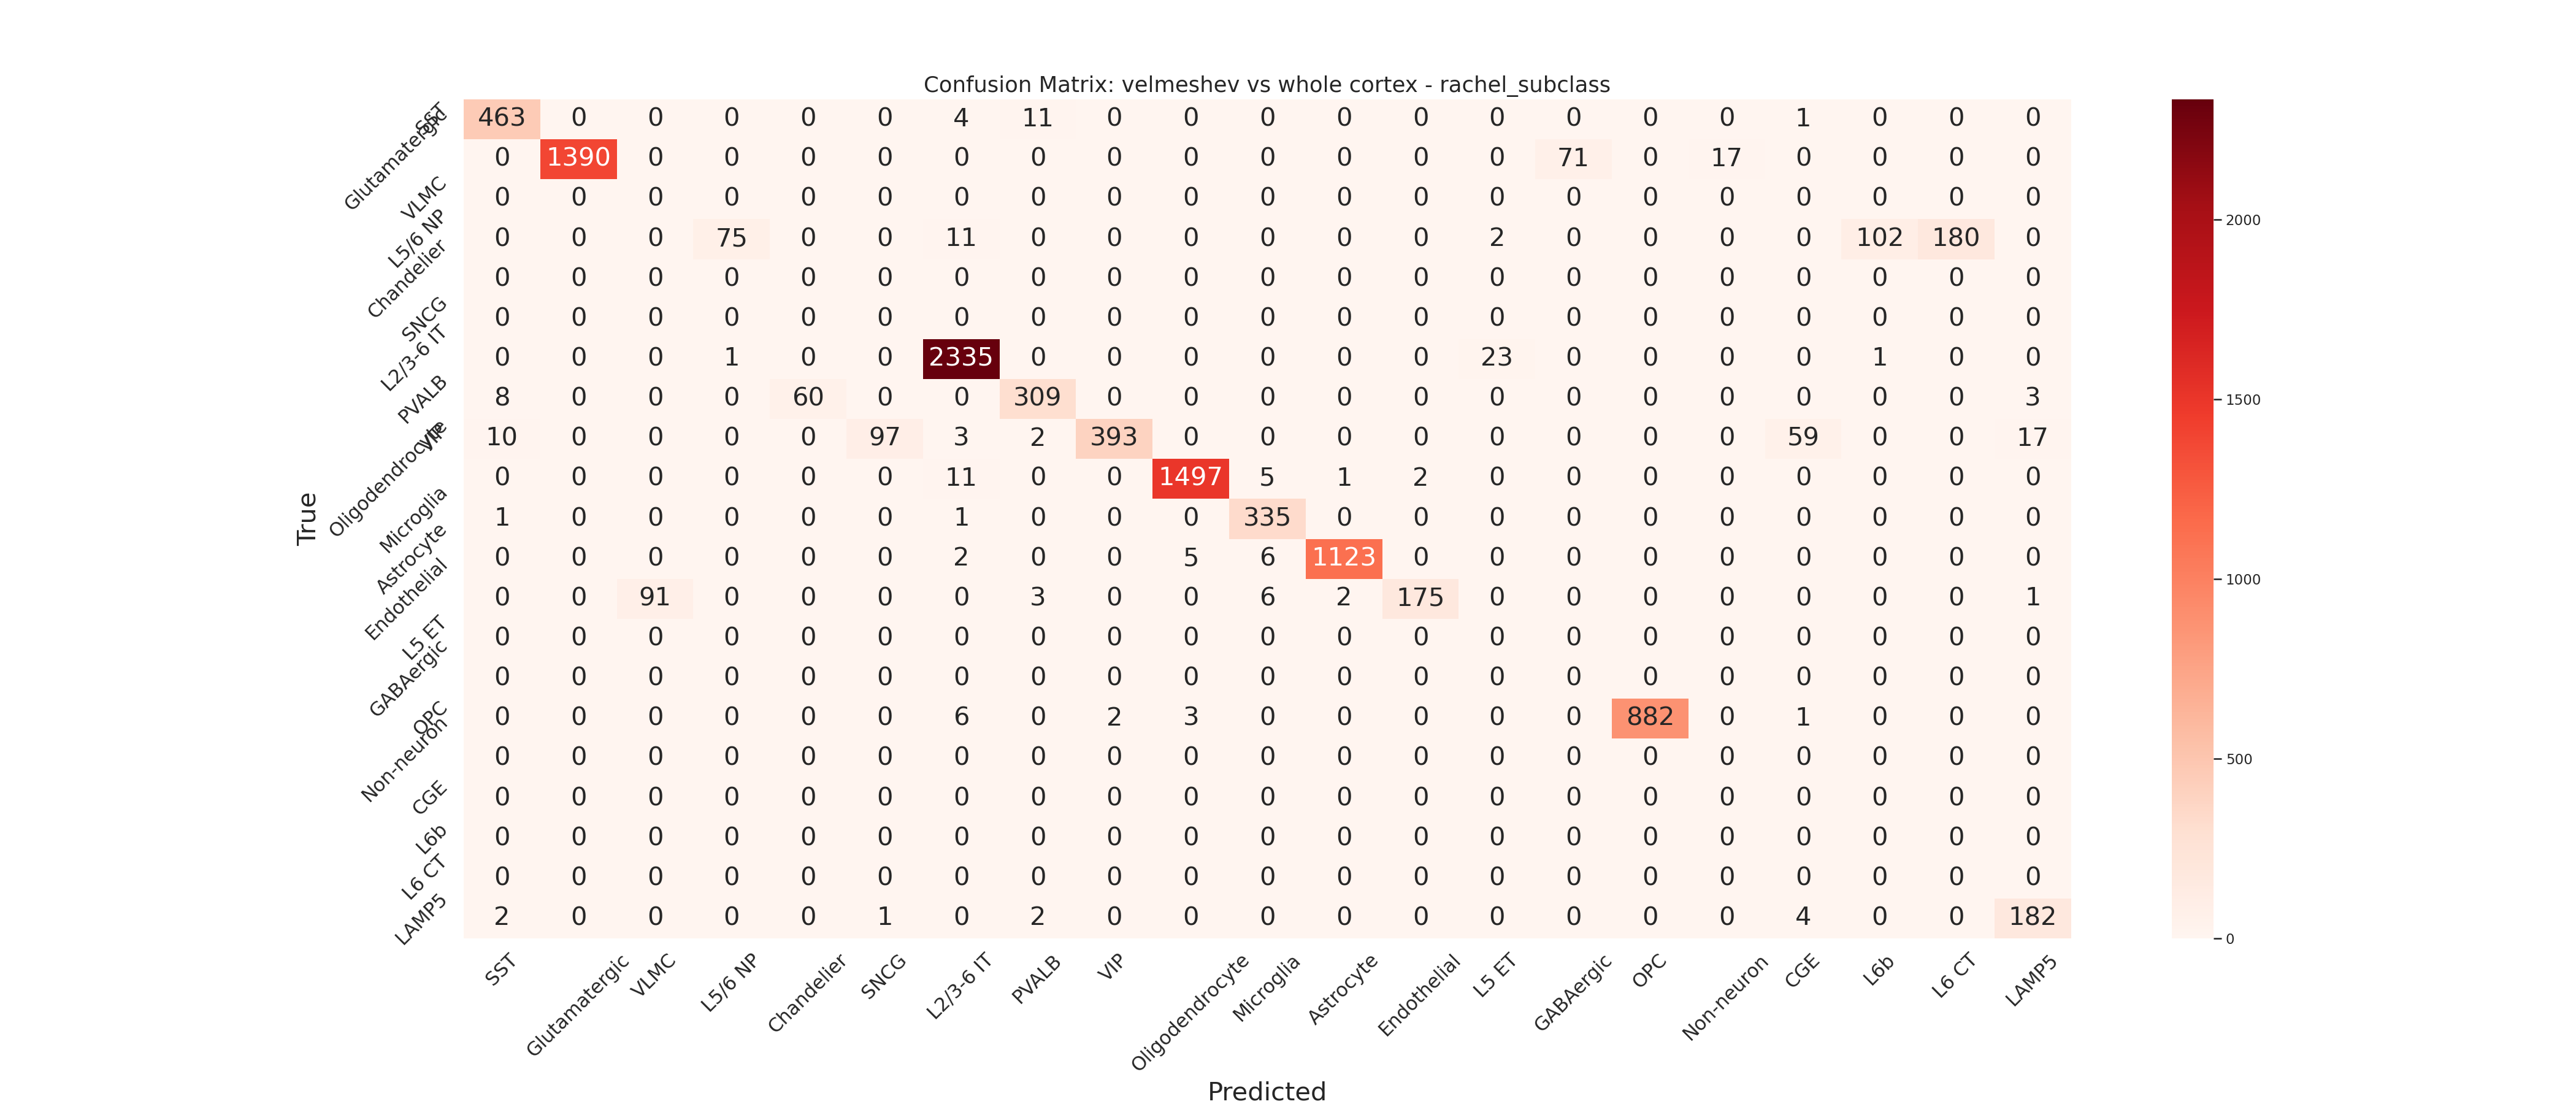 Confusion Matrix: velmeshev vs whole cortex - rachel_subclass
SST 463 0 0 0 0 0 4 11 0 0 0 0 0 0 0 0 0 1 0 0 0
Glutamatergic 0 1390 0 0 0 0 0 0 0 0 0 0 0 0 71 0 17 0 0 0 0
VLMC 0 0 0 0 0 0 0 0 0 0 0 0 0 0 0 0 0 0 0 0 0
L5/6 NP 0 0 0 75 0 0 11 0 0 0 0 0 0 2 0 0 0 0 102 180 0
Chandelier 0 0 0 0 0 0 0 0 0 0 0 0 0 0 0 0 0 0 0 0 0
SNCG 0 0 0 0 0 0 0 0 0 0 0 0 0 0 0 0 0 0 0 0 0
L2/3-6 IT 0 0 0 1 0 0 2335 0 0 0 0 0 0 23 0 0 0 0 1 0 0
PVALB 8 0 0 0 60 0 0 309 0 0 0 0 0 0 0 0 0 0 0 0 3
VIP 10 0 0 0 0 97 3 2 393 0 0 0 0 0 0 0 0 59 0 0 17
Oligodendrocyte 0 0 0 0 0 0 11 0 0 1497 5 1 2 0 0 0 0 0 0 0 0
Microglia 1 0 0 0 0 0 1 0 0 0 335 0 0 0 0 0 0 0 0 0 0
Astrocyte 0 0 0 0 0 0 2 0 0 5 6 1123 0 0 0 0 0 0 0 0 0
Endothelial 0 0 91 0 0 0 0 3 0 0 6 2 175 0 0 0 0 0 0 0 1
L5 ET 0 0 0 0 0 0 0 0 0 0 0 0 0 0 0 0 0 0 0 0 0
GABAergic 0 0 0 0 0 0 0 0 0 0 0 0 0 0 0 0 0 0 0 0 0
OPC 0 0 0 0 0 0 6 0 2 3 0 0 0 0 0 882 0 1 0 0 0
Non-neuron 0 0 0 0 0 0 0 0 0 0 0 0 0 0 0 0 0 0 0 0 0
CGE 0 0 0 0 0 0 0 0 0 0 0 0 0 0 0 0 0 0 0 0 0
L6b 0 0 0 0 0 0 0 0 0 0 0 0 0 0 0 0 0 0 0 0 0
L6 CT 0 0 0 0 0 0 0 0 0 0 0 0 0 0 0 0 0 0 0 0 0
LAMP5 2 0 0 0 0 1 0 2 0 0 0 0 0 0 0 0 0 4 0 0 182
SST Glutamatergic VLMC L5/6 NP Chandelier SNCG L2/3-6 IT PVALB VIP Oligodendrocyte Microglia Astrocyte Endothelial L5 ET GABAergic OPC Non-neuron CGE L6b L6 CT LAMP5
Predicted
True
2000
1500
1000
500
0